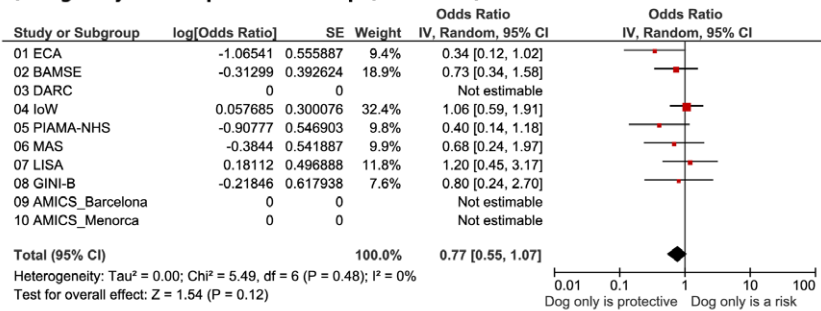 Odds Ratio Odds Ratio
Study or Subgroup log[Odds Ratio] SE Weight IV, Random, 95% CI IV, Random, 95% CI
01 ECA -1.06541 0.555887 9.4% 0.34 [0.12, 1.02]
02 BAMSE -0.31299 0.392624 18.9% 0.73 [0.34, 1.58]
03 DARC 0 0 Not estimable
04 IoW 0.057685 0.300076 32.4% 1.06 [0.59, 1.91]
05 PIAMA-NHS -0.90777 0.546903 9.8% 0.40 [0.14, 1.18]
06 MAS -0.3844 0.541887 9.9% 0.68 [0.24, 1.97]
07 LISA 0.18112 0.496888 11.8% 1.20 [0.45, 3.17]
08 GINI-B -0.21846 0.617938 7.6% 0.80 [0.24, 2.70]
09 AMICS_Barcelona 0 0 Not estimable
10 AMICS_Menorca 0 0 Not estimable
Total (95% CI) 100.0% 0.77 [0.55, 1.07]
Heterogeneity: Tau² = 0.00; Chi² = 5.49, df = 6 (P = 0.48); I² = 0%
Test for overall effect: Z = 1.54 (P = 0.12)
0.01 0.1 1 10 100
Dog only is protective Dog only is a risk